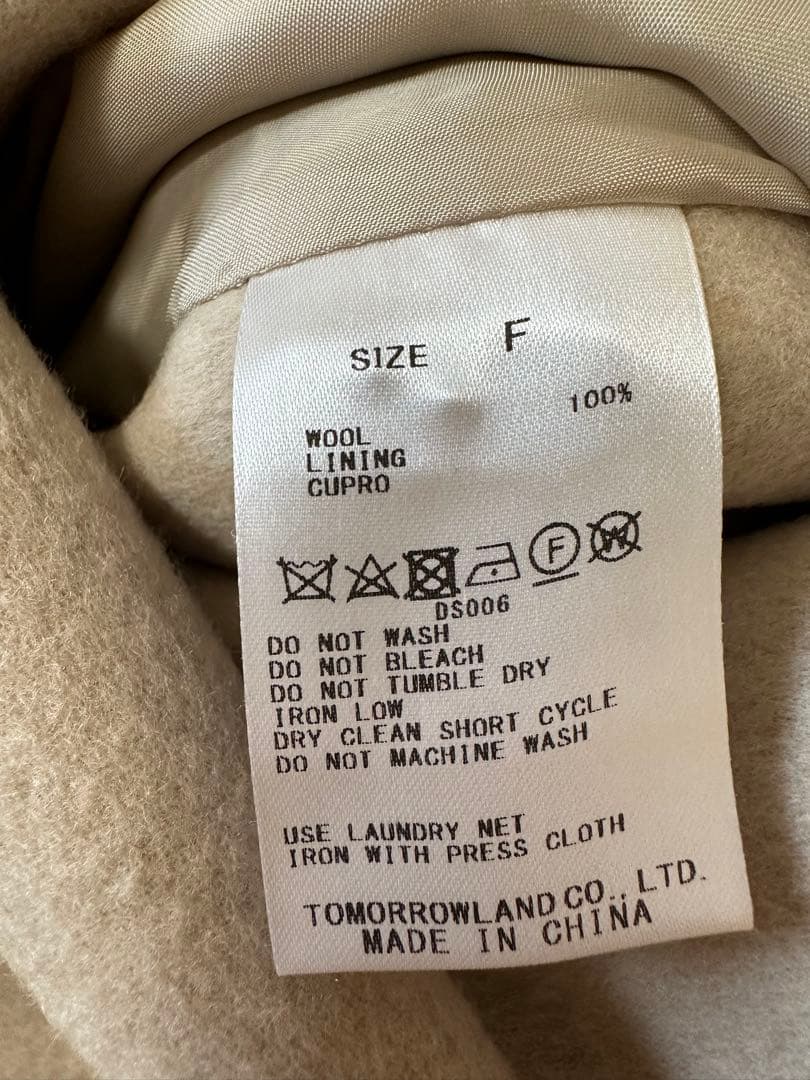 SIZE F
100%
WOOL
LINING
CUPRO
F W
DS006
DO NOT WASH
DO NOT BLEACH
DO NOT TUMBLE DRY
IRON LOW
DRY CLEAN SHORT CYCLE
DO NOT MACHINE WASH
USE LAUNDRY NET
IRON WITH PRESS CLOTH
TOMORROWLAND CO., LTD.
MADE IN CHINA